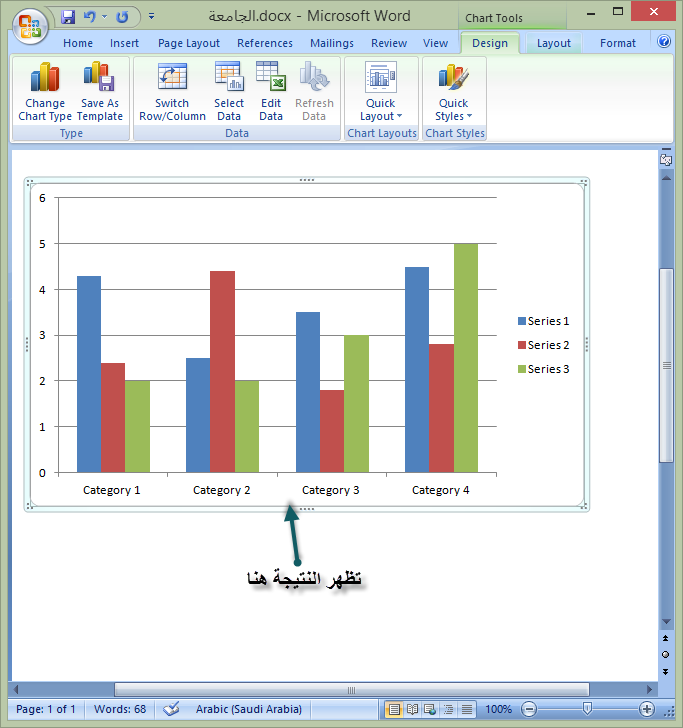 الجامعة.docx - Microsoft Word
Chart Tools
Home Insert Page Layout References Mailings Review View Design Layout Format
Change Chart Type
Save As Template
Switch Row/Column
Select Data
Edit Data
Refresh Data
Quick Layout
Quick Styles
Type Data Chart Layouts Chart Styles
6
5
4
3
2
1
0
Series 1
Series 2
Series 3
Category 1 Category 2 Category 3 Category 4
تظهر النتيجة هنا
Page: 1 of 1 Words: 68 Arabic (Saudi Arabia) 100%